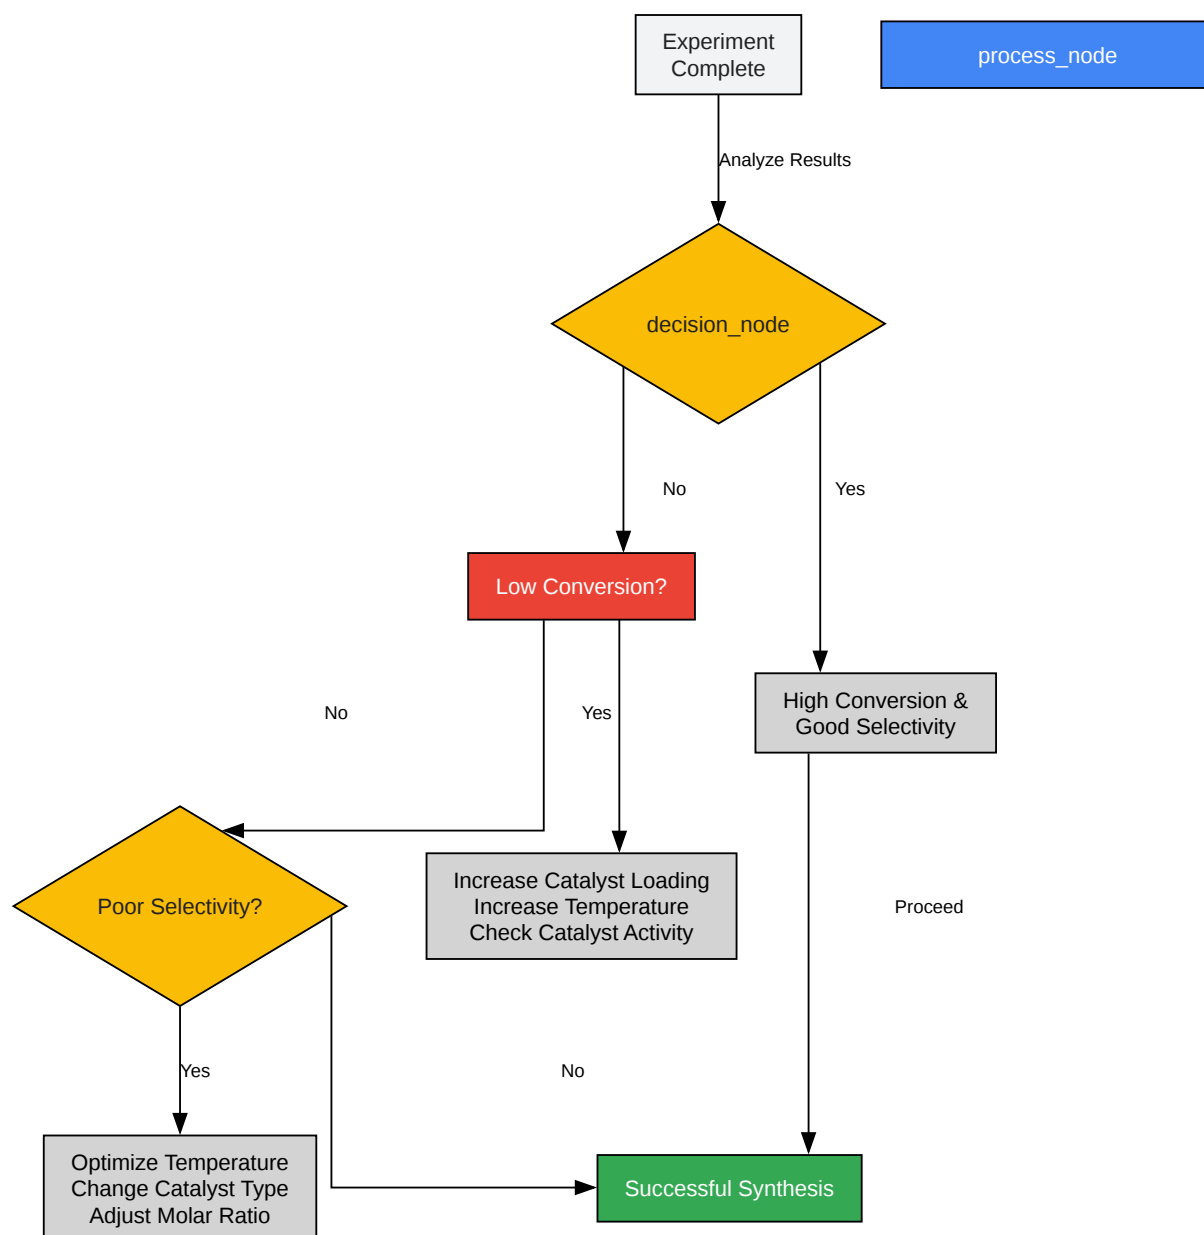 Experiment
Complete
process_node
Analyze Results
decision_node
No
Yes
Low Conversion?
High Conversion &
Good Selectivity
No
Yes
Poor Selectivity?
Increase Catalyst Loading
Increase Temperature
Check Catalyst Activity
Proceed
Yes
No
Optimize Temperature
Change Catalyst Type
Adjust Molar Ratio
Successful Synthesis